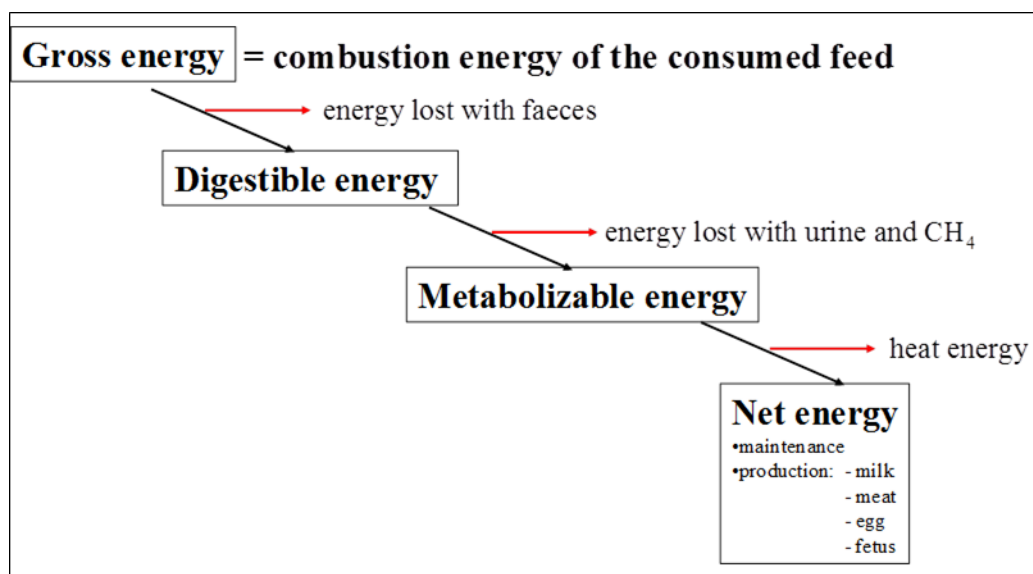 Gross energy = combustion energy of the consumed feed
energy lost with faeces
Digestible energy
energy lost with urine and CH₄
Metabolizable energy
heat energy
Net energy
•maintenance
•production: - milk
- meat
- egg
- fetus